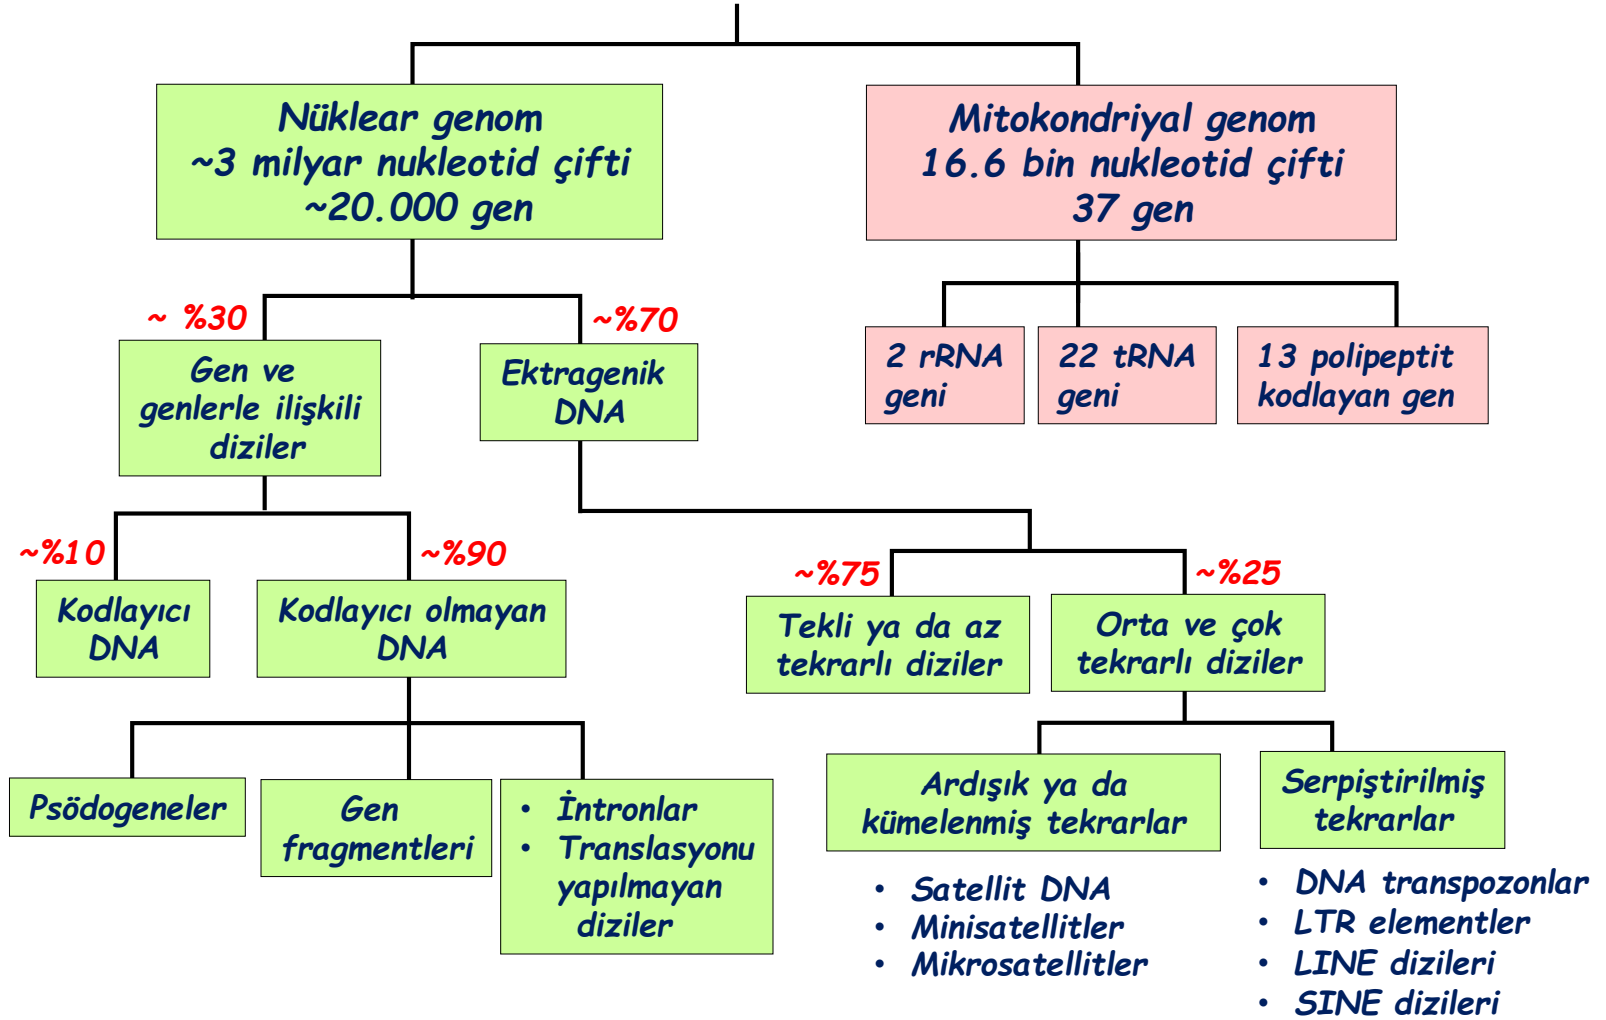 Nüklear genom
~3 milyar nukleotid çifti
~20.000 gen
Mitokondriyal genom
16.6 bin nukleotid çifti
37 gen
~ %30
Gen ve
genlerle ilişkili
diziler
~%70
Ektragenik
DNA
2 rRNA
geni
22 tRNA
geni
13 polipeptit
kodlayan gen
~%10
Kodlayıcı
DNA
~%90
Kodlayıcı olmayan
DNA
~%75
Tekli ya da az
tekrarlı diziler
~%25
Orta ve çok
tekrarlı diziler
Psödogeneler
Gen
fragmentleri
• İntronlar
• Translasyonu
yapılmayan
diziler
Ardışık ya da
kümelenmiş tekrarlar
• Satellit DNA
• Minisatellitler
• Mikrosatellitler
Serpiştirilmiş
tekrarlar
• DNA transpozonlar
• LTR elementler
• LINE dizileri
• SINE dizileri